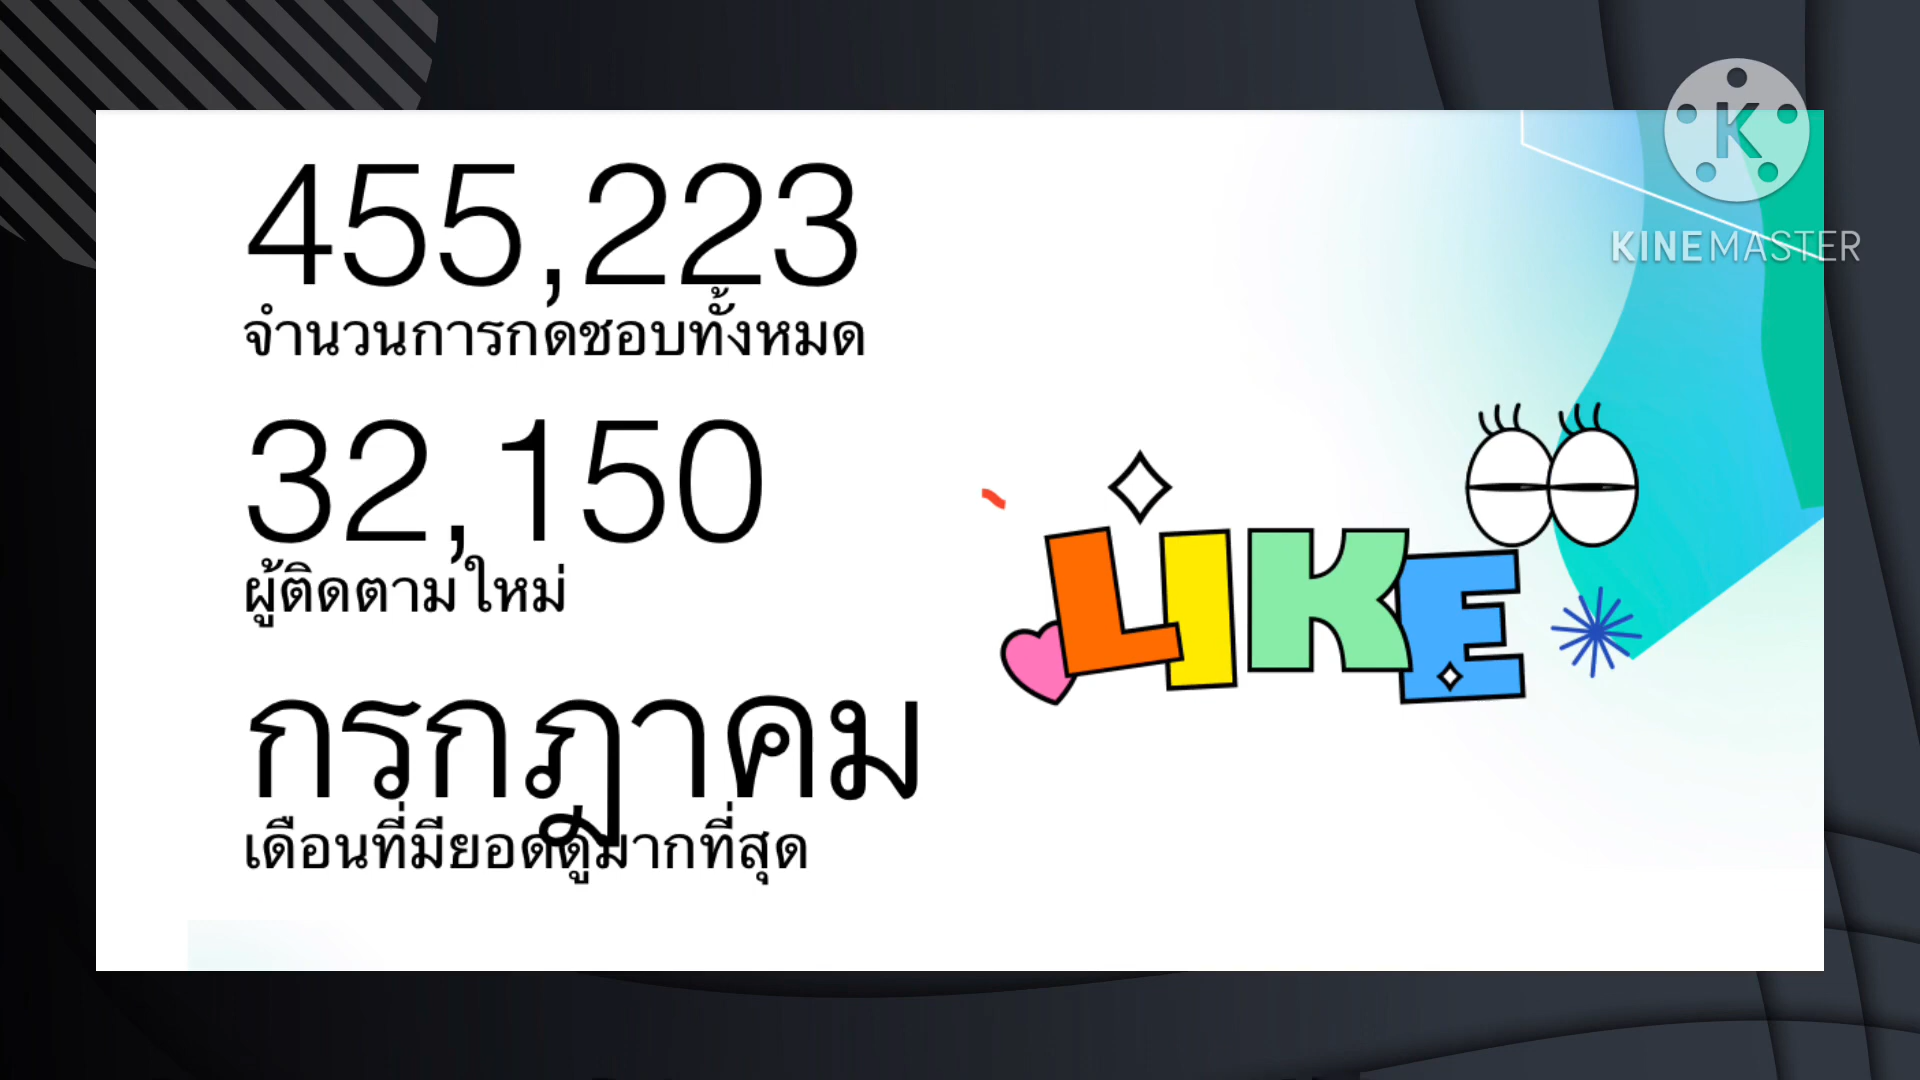 455,223
จำนวนการกดชอบทั้งหมด
32,150
ผู้ติดตามใหม่
กรกฎาคม
เดือนที่มียอดดูมากที่สุด
LIKE
K
KINEMASTER